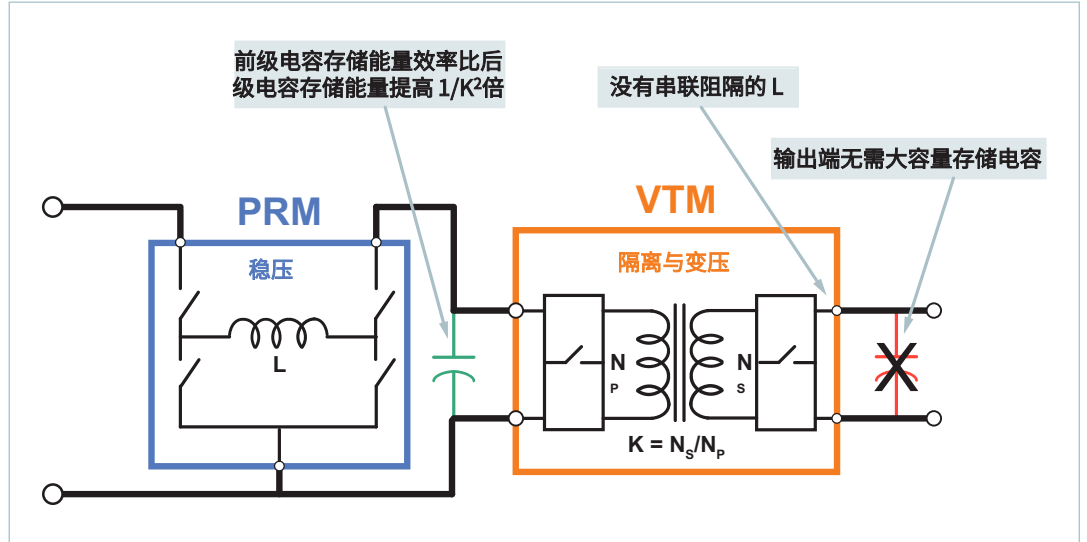 前级电容存储能量效率比后
级电容存储能量提高 1/K²倍
没有串联阻隔的 L
输出端无需大容量存储电容
PRM
VTM
稳压
隔离与变压
L
N
P
N
S
K = Nₛ/Nₚ